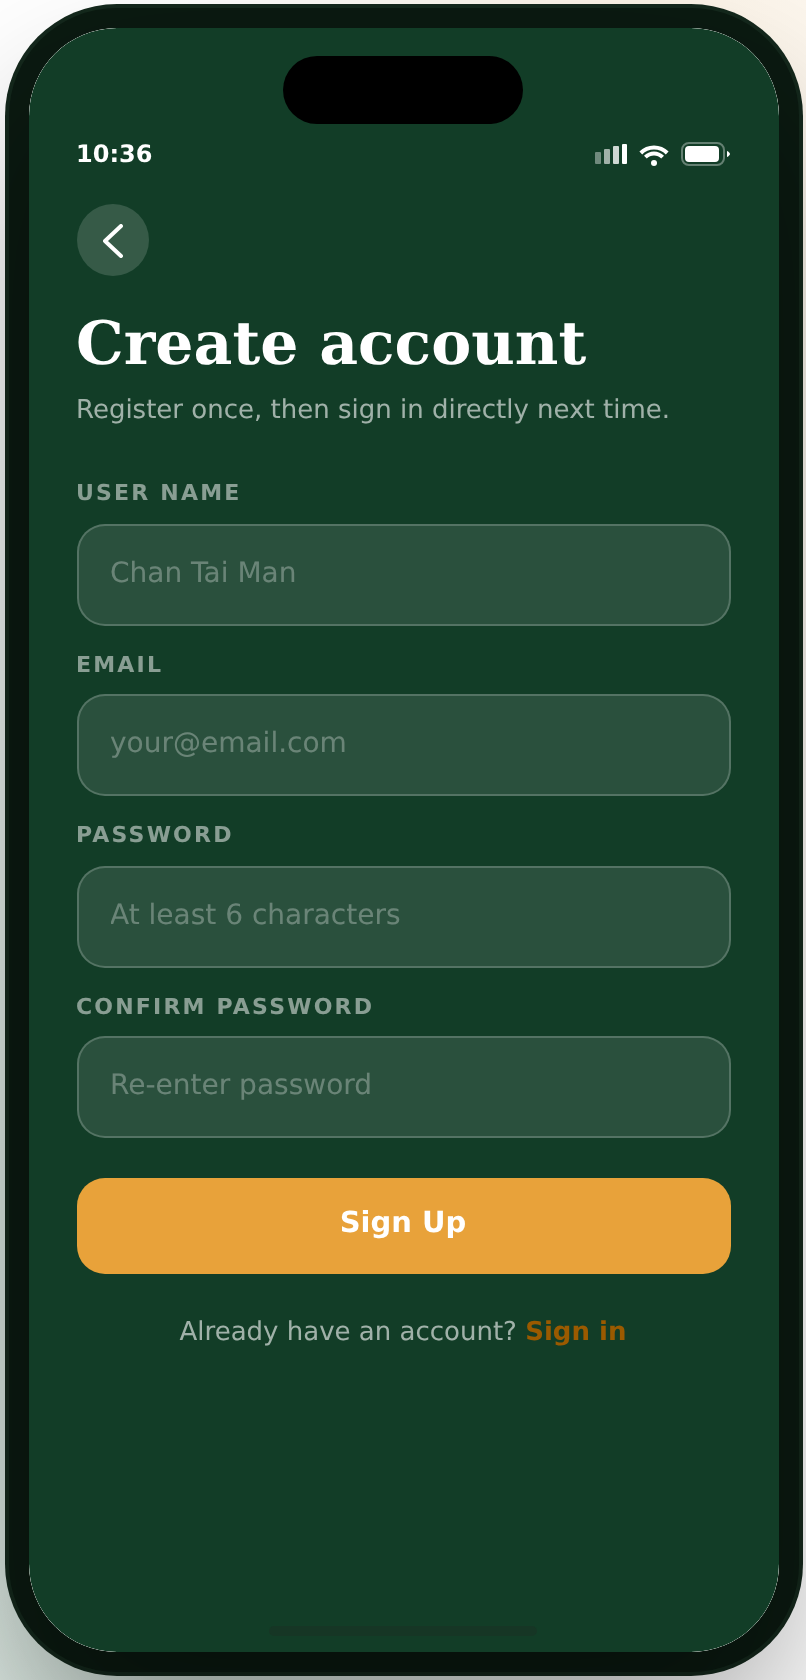 10:36
Create account
Register once, then sign in directly next time.
USER NAME
Chan Tai Man
EMAIL
your@email.com
PASSWORD
At least 6 characters
CONFIRM PASSWORD
Re-enter password
Sign Up
Already have an account? Sign in